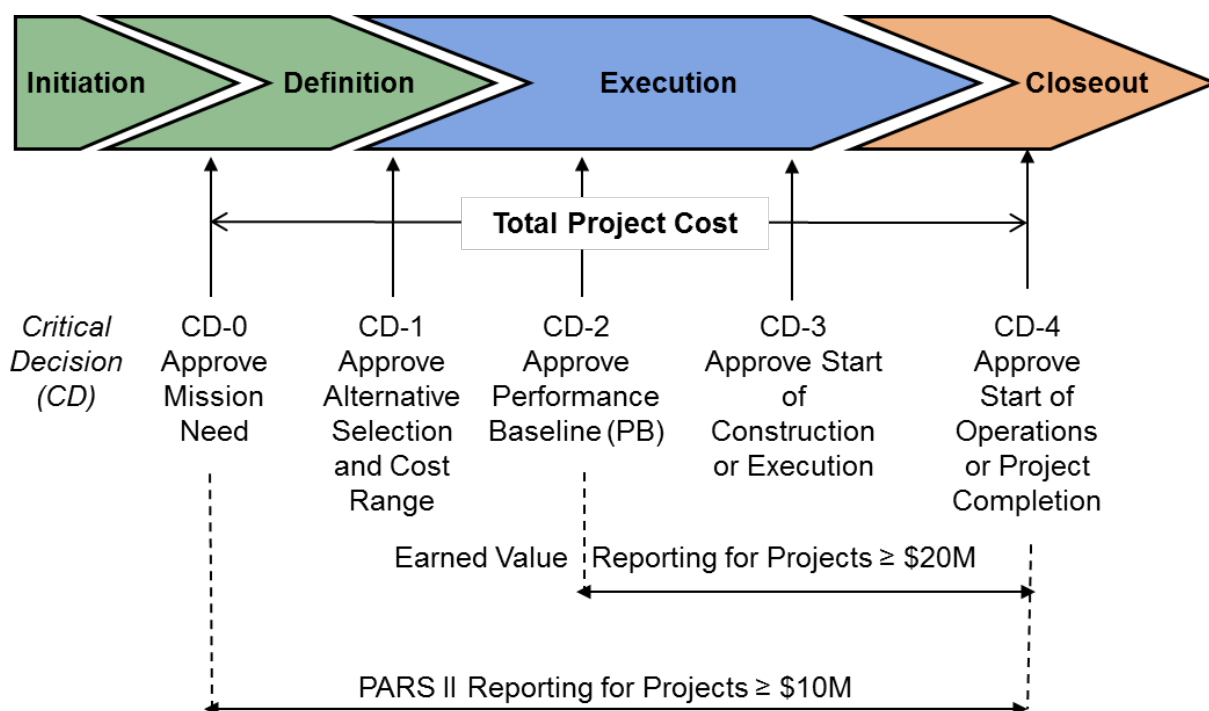 Initiation
Definition
Execution
Closeout
Total Project Cost
Critical
Decision
(CD)
CD-0
Approve
Mission
Need
CD-1
Approve
Alternative
Selection
and Cost
Range
CD-2
Approve
Performance
Baseline (PB)
CD-3
Approve Start
of
Construction
or Execution
CD-4
Approve
Start of
Operations
or Project
Completion
Earned Value Reporting for Projects ≥ $20M
PARS II Reporting for Projects ≥ $10M